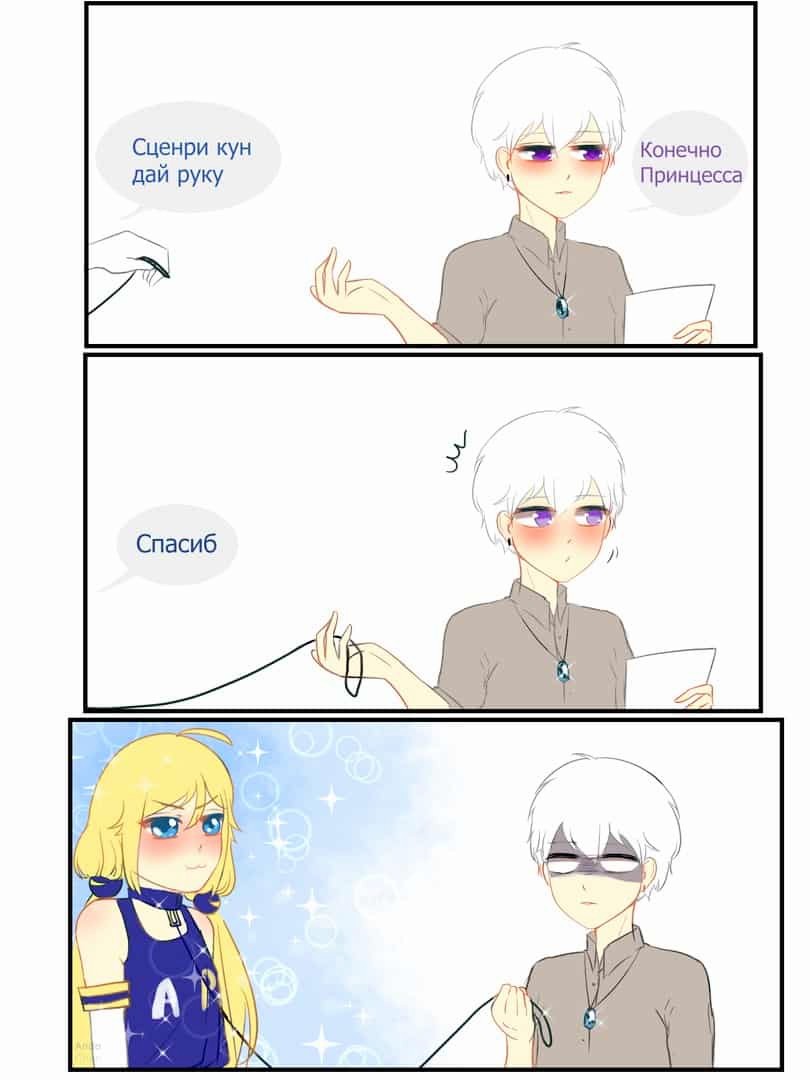 Сценри кун
дай руку
Конечно
Принцесса
Спасиб
A P